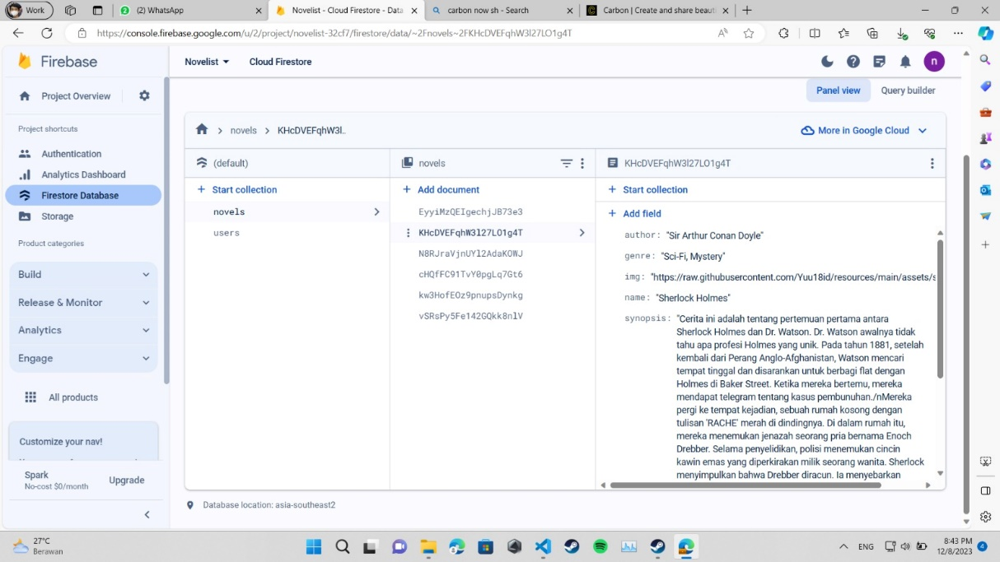 Work
(2) WhatsApp
Novelist - Cloud Firestore - Data
carbon now sh - Search
Carbon | Create and share beaut
https://console.firebase.google.com/u/2/project/novelist-32cf7/firestore/data/~2Fnovels~2FKHcDVEFqhW3l27LO1g4T
Firebase
Novelist
Cloud Firestore
n
Project Overview
Panel view
Query builder
Project shortcuts
novels
KHcDVEFqhW3l..
More in Google Cloud
Authentication
Analytics Dashboard
Firestore Database
Storage
Product categories
Build
Release & Monitor
Analytics
Engage
All products
Customize your nav!
Spark
No-cost $0/month
Upgrade
(default)
+ Start collection
novels
users
novels
+ Add document
EyyiMzQEIgechjJB73e3
KHcDVEFqhW3l27LO1g4T
N8RJraVjnUYl2AdaKOWJ
cHQfFC91TvY0pgLq7Gt6
kw3HofEOz9pnupsDynkg
vSRsPy5Fe142GQkk8nlV
KHcDVEFqhW3l27LO1g4T
+ Start collection
+ Add field
author: "Sir Arthur Conan Doyle"
genre: "Sci-Fi, Mystery"
img: "https://raw.githubusercontent.com/Yuu18id/resources/main/assets/s
name: "Sherlock Holmes"
synopsis: "Cerita ini adalah tentang pertemuan pertama antara
Sherlock Holmes dan Dr. Watson. Dr. Watson awalnya tidak
tahu apa profesi Holmes yang unik. Pada tahun 1881, setelah
kembali dari Perang Anglo-Afghanistan, Watson mencari
tempat tinggal dan disarankan untuk berbagi flat dengan
Holmes di Baker Street. Ketika mereka bertemu, mereka
mendapat telegram tentang kasus pembunuhan./nMereka
pergi ke tempat kejadian, sebuah rumah kosong dengan
tulisan 'RACHE' merah di dindingnya. Di dalam rumah itu,
mereka menemukan jenazah seorang pria bernama Enoch
Drebber. Selama penyelidikan, polisi menemukan cincin
kawin emas yang diperkirakan milik seorang wanita. Sherlock
menyimpulkan bahwa Drebber diracun. Ia menyebarkan
Database location: asia-southeast2
27°C
Berawan
ENG
8:43 PM
12/8/2023
4